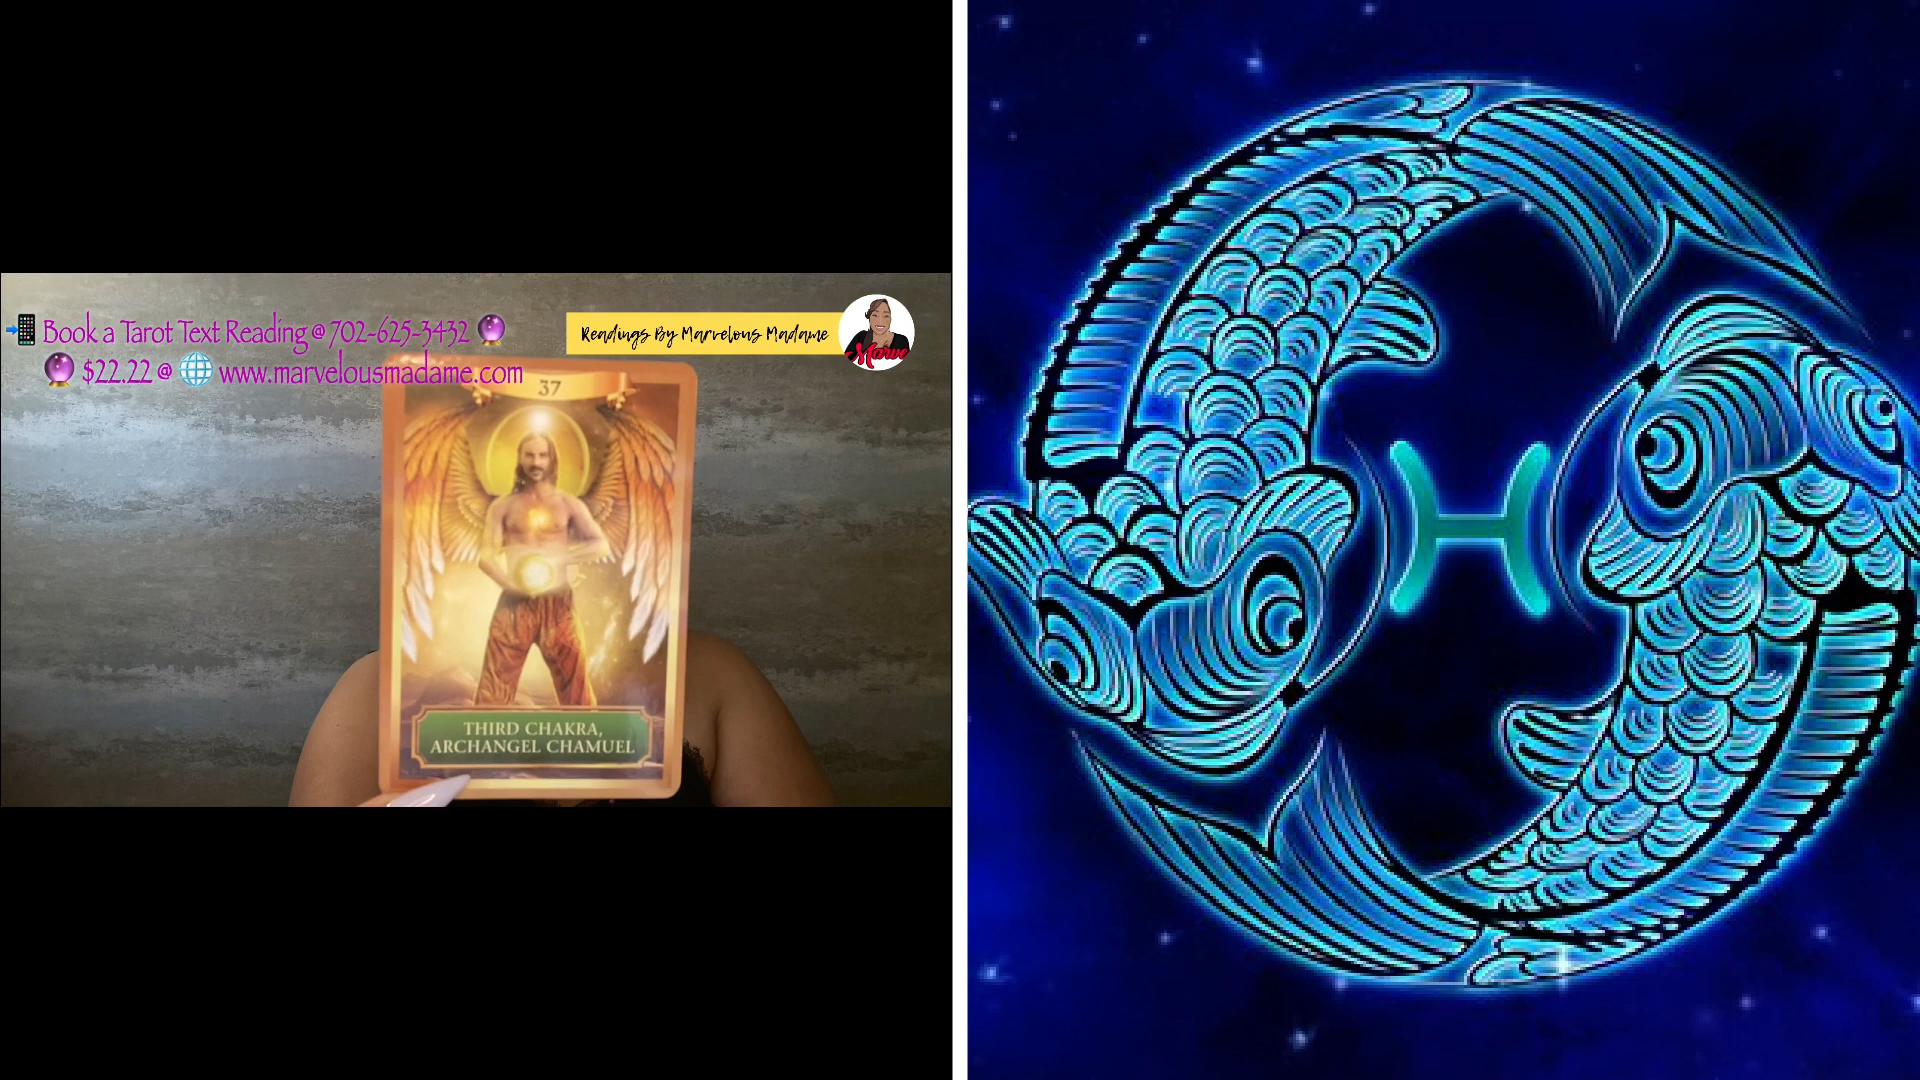 Book a Tarot Text Reading @ 702-625-3432
$22.22 @ www.marvelousmadame.com
Readings By Marvelous Madame
Marve
37
THIRD CHAKRA,
ARCHANGEL CHAMUEL